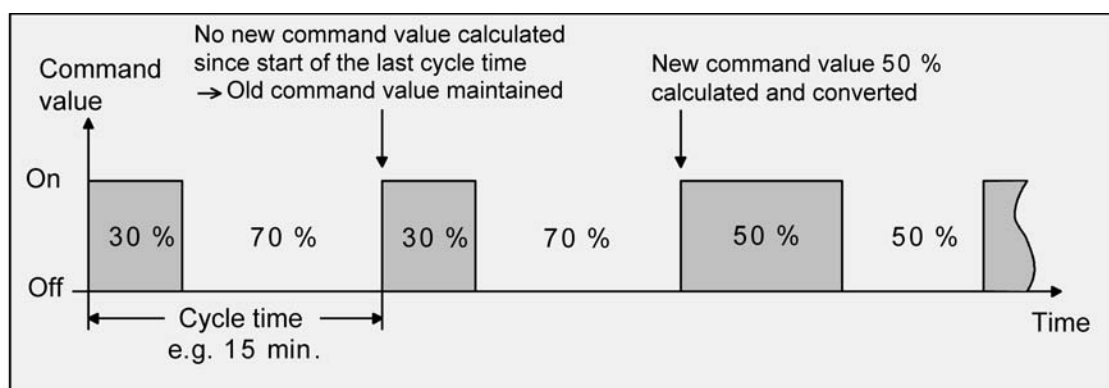 No new command value calculated
since start of the last cycle time
→ Old command value maintained
Command
value
New command value 50 %
calculated and converted
On
30 %
70 %
30 %
70 %
50 %
50 %
Off
Cycle time
e.g. 15 min.
Time